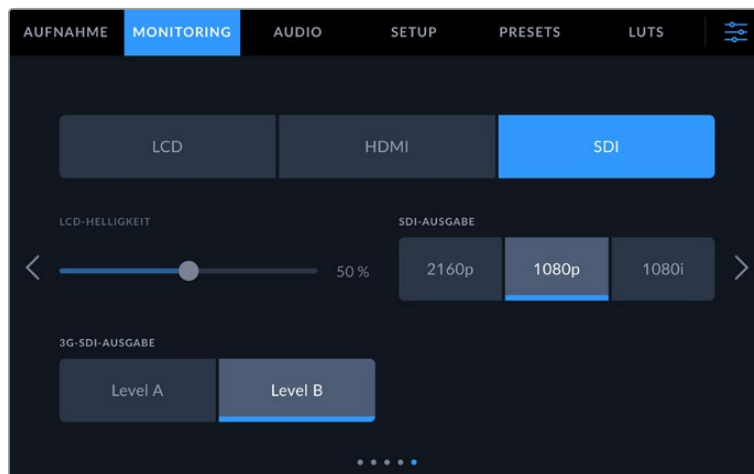 AUFNAHME MONITORING AUDIO SETUP PRESETS LUTS
LCD HDMI SDI
LCD-HELLIGKEIT SDI-AUSGABE
50 % 2160p 1080p 1080i
3G-SDI-AUSGABE
Level A Level B